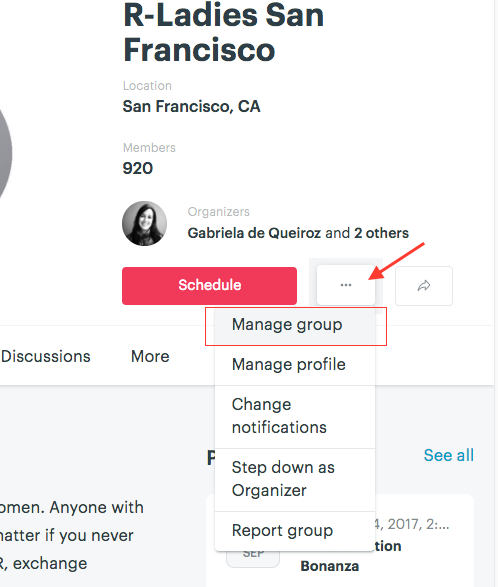 R-Ladies San
Francisco
Location
San Francisco, CA
Members
920
Organizers
Gabriela de Queiroz and 2 others
Schedule
Manage group
Discussions
More
Manage profile
Change
notifications
See all
Step down as
Organizer
omen. Anyone with
natter if you never
R, exchange
4, 2017, 2:...
tion
Report group
SEP
Bonanza